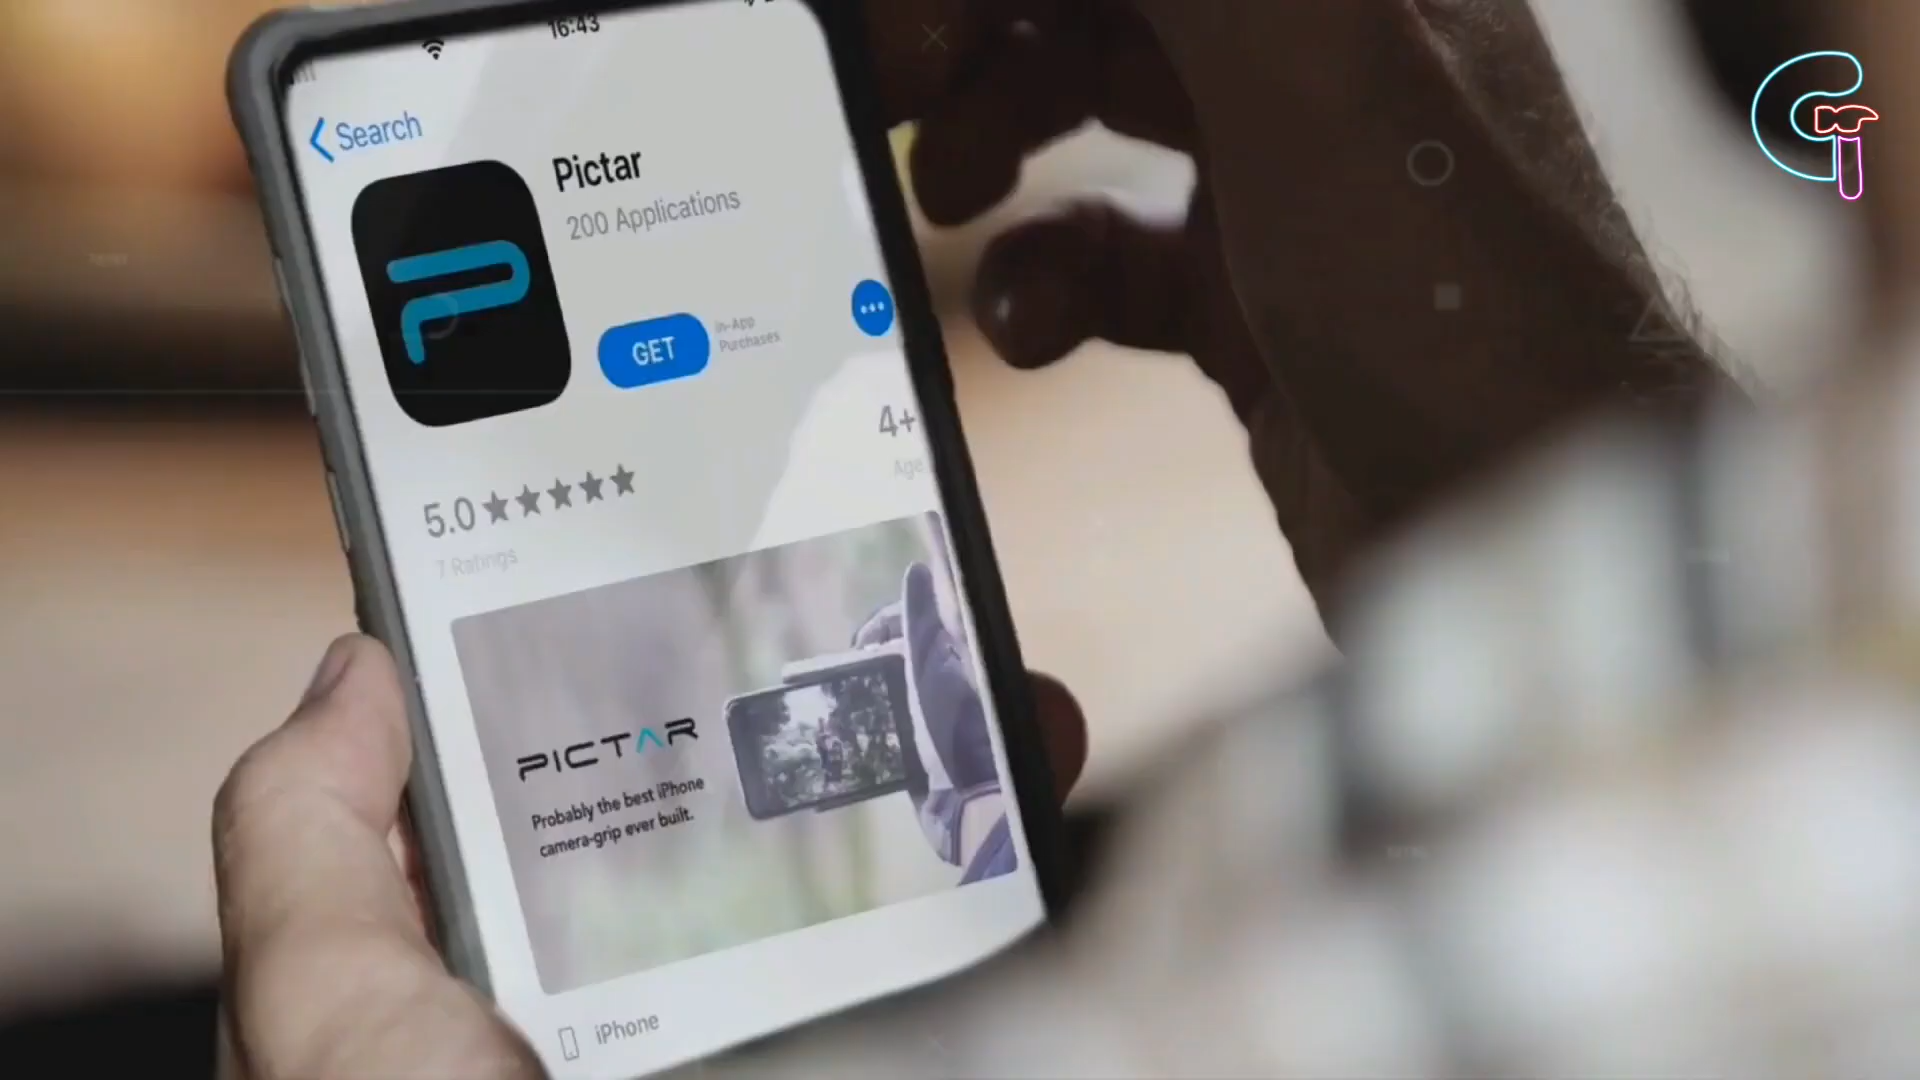 16:43
Search
Pictar
200 Applications
GET
in-App
Purchases
4+
Age
5.0
7 Ratings
PICTAR
Probably the best iPhone
camera-grip ever built.
iPhone